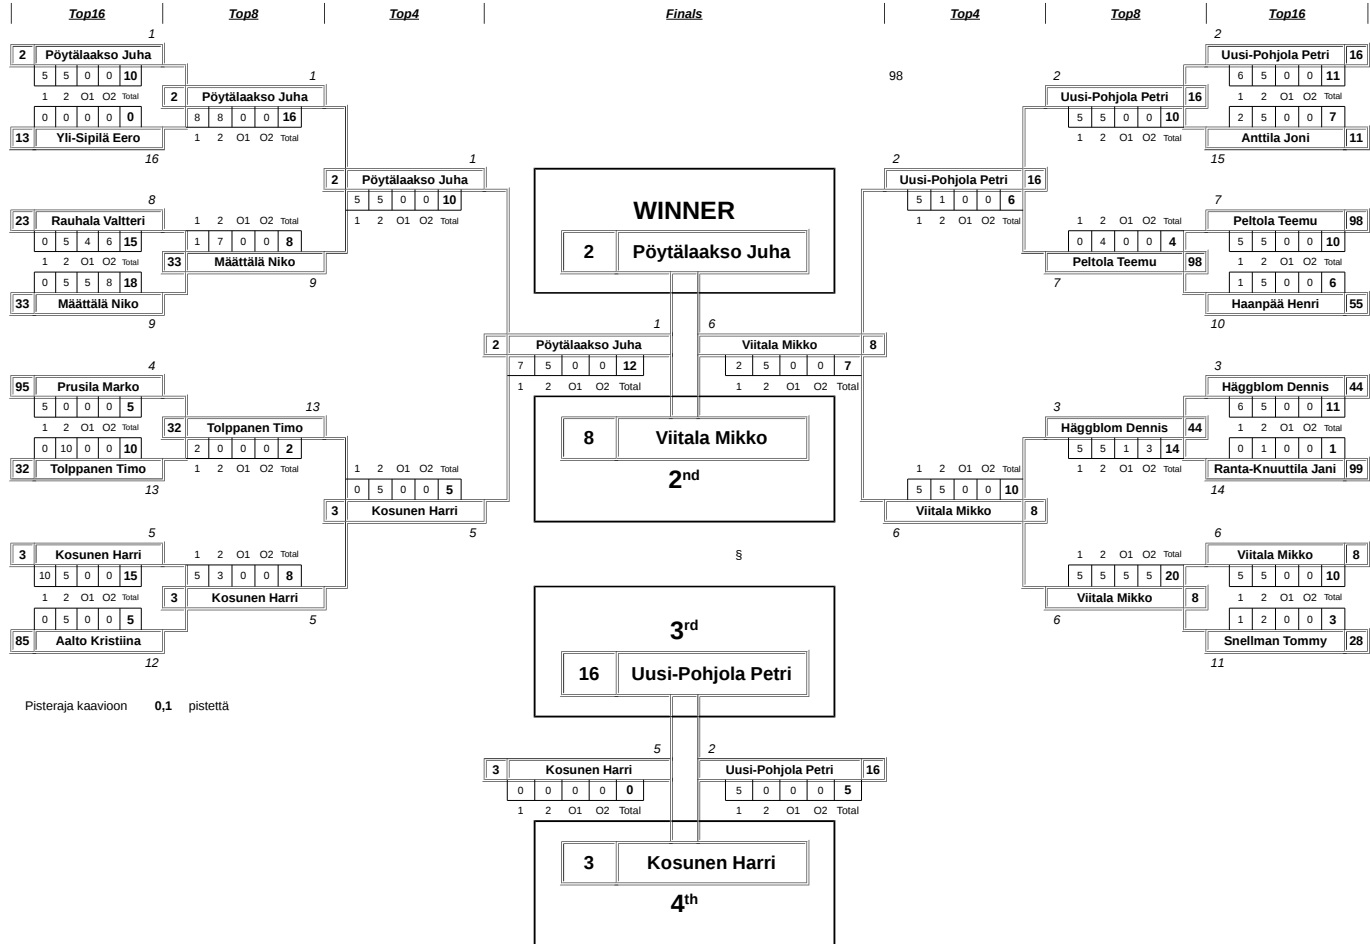 Top16 Top8 Top4 Finals Top4 Top8 Top16
1 2
2 Pöytälaakso Juha Uusi-Pohjola Petri 16
5 5 0 0 10 1 98 2 6 5 0 0 11
1 2 O1 O2 Total 2 Pöytälaakso Juha Uusi-Pohjola Petri 16 1 2 O1 O2 Total
0 0 0 0 0 8 8 0 0 16 5 5 0 0 10 2 5 0 0 7
13 Yli-Sipilä Eero 1 2 O1 O2 Total 1 2 O1 O2 Total Anttila Joni 11
16 1 2 15
2 Pöytälaakso Juha Uusi-Pohjola Petri 16
8 5 5 0 0 10 5 1 0 0 6 7
23 Rauhala Valtteri 1 2 O1 O2 Total 1 2 O1 O2 Total WINNER 1 2 O1 O2 Total 1 2 O1 O2 Total Peltola Teemu 98
0 5 4 6 15 1 7 0 0 8 0 4 0 0 4 5 5 0 0 10
1 2 O1 O2 Total 33 Määttälä Niko 2 Pöytälaakso Juha Peltola Teemu 98 1 2 O1 O2 Total
0 5 5 8 18 9 7 1 5 0 0 6
33 Määttälä Niko Haanpää Henri 55
9 1 6 10
2 Pöytälaakso Juha Viitala Mikko 8
4 7 5 0 0 12 2 5 0 0 7 3
95 Prusila Marko 1 2 O1 O2 Total 1 2 O1 O2 Total Häggblom Dennis 44
5 0 0 0 5 13 3 6 5 0 0 11
1 2 O1 O2 Total 32 Tolppanen Timo 8 Viitala Mikko Häggblom Dennis 44 1 2 O1 O2 Total
0 10 0 0 10 2 0 0 0 2 5 5 1 3 14 0 1 0 0 1
32 Tolppanen Timo 1 2 O1 O2 Total 1 2 O1 O2 Total 2nd 1 2 O1 O2 Total 1 2 O1 O2 Total Ranta-Knuuttila Jani 99
13 0 5 0 0 5 5 5 0 0 10 14
3 Kosunen Harri Viitala Mikko 8
5 5 6 6
3 Kosunen Harri 1 2 O1 O2 Total § 1 2 O1 O2 Total Viitala Mikko 8
10 5 0 0 15 5 3 0 0 8 5 5 5 5 20 5 5 0 0 10
1 2 O1 O2 Total 3 Kosunen Harri Viitala Mikko 8 1 2 O1 O2 Total
0 5 0 0 5 5 6 1 2 0 0 3
85 Aalto Kristiina 3rd Snellman Tommy 28
12 11
16 Uusi-Pohjola Petri
Pisteraja kaavioon 0,1 pistettä
5 2
3 Kosunen Harri Uusi-Pohjola Petri 16
0 0 0 0 0 5 0 0 0 5
1 2 O1 O2 Total 1 2 O1 O2 Total
3 Kosunen Harri
4th